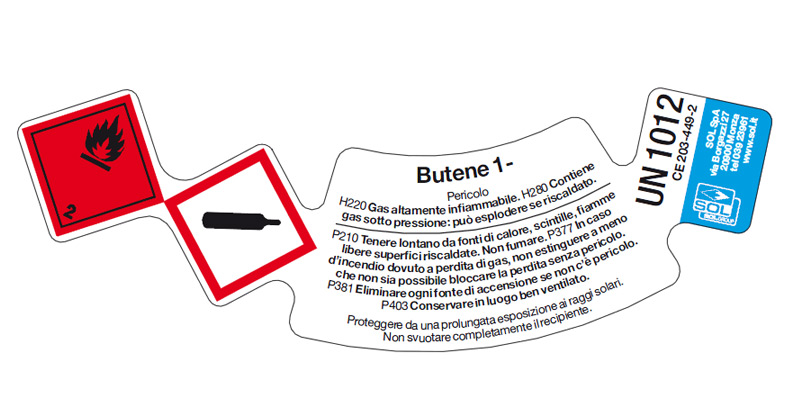 2
Butene 1-
Pericolo
H220 Gas altamente infiammabile. H280 Contiene
gas sotto pressione: può esplodere se riscaldato.
P210 Tenere lontano da fonti di calore, scintille, fiamme
libere superfici riscaldate. Non fumare. P377 In caso
d'incendio dovuto a perdita di gas, non estinguere a meno
che non sia possibile bloccare la perdita senza pericolo.
P381 Eliminare ogni fonte di accensione se non c'è pericolo.
P403 Conservare in luogo ben ventilato.
Proteggere da una prolungata esposizione ai raggi solari.
Non svuotare completamente il recipiente.
UN 1012
CE 203-449-2
SOL SpA
via Borgazzi 27
20900 Monza
tel 039 23961
www.sol.it
SOL
SOLGROUP